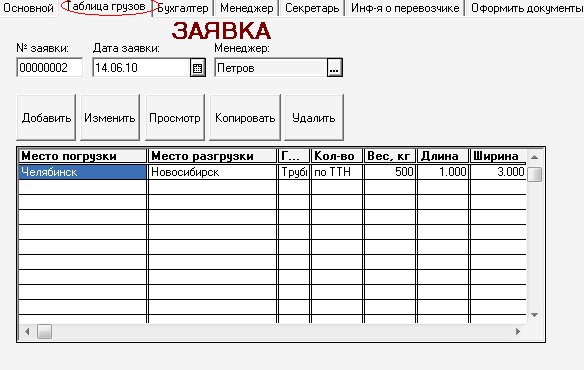 Основной Таблица грузов Бухгалтер Менеджер Секретарь Инф-я о перевозчике Оформить документы
ЗАЯВКА
№ заявки: Дата заявки: Менеджер:
00000002 14.06.10 Петров ...
Добавить Изменить Просмотр Копировать Удалить
Место погрузки Место разгрузки Г... Кол-во Вес, кг Длина Ширина
Челябинск Новосибирск Трубы по ТТН 500 1.000 3.000